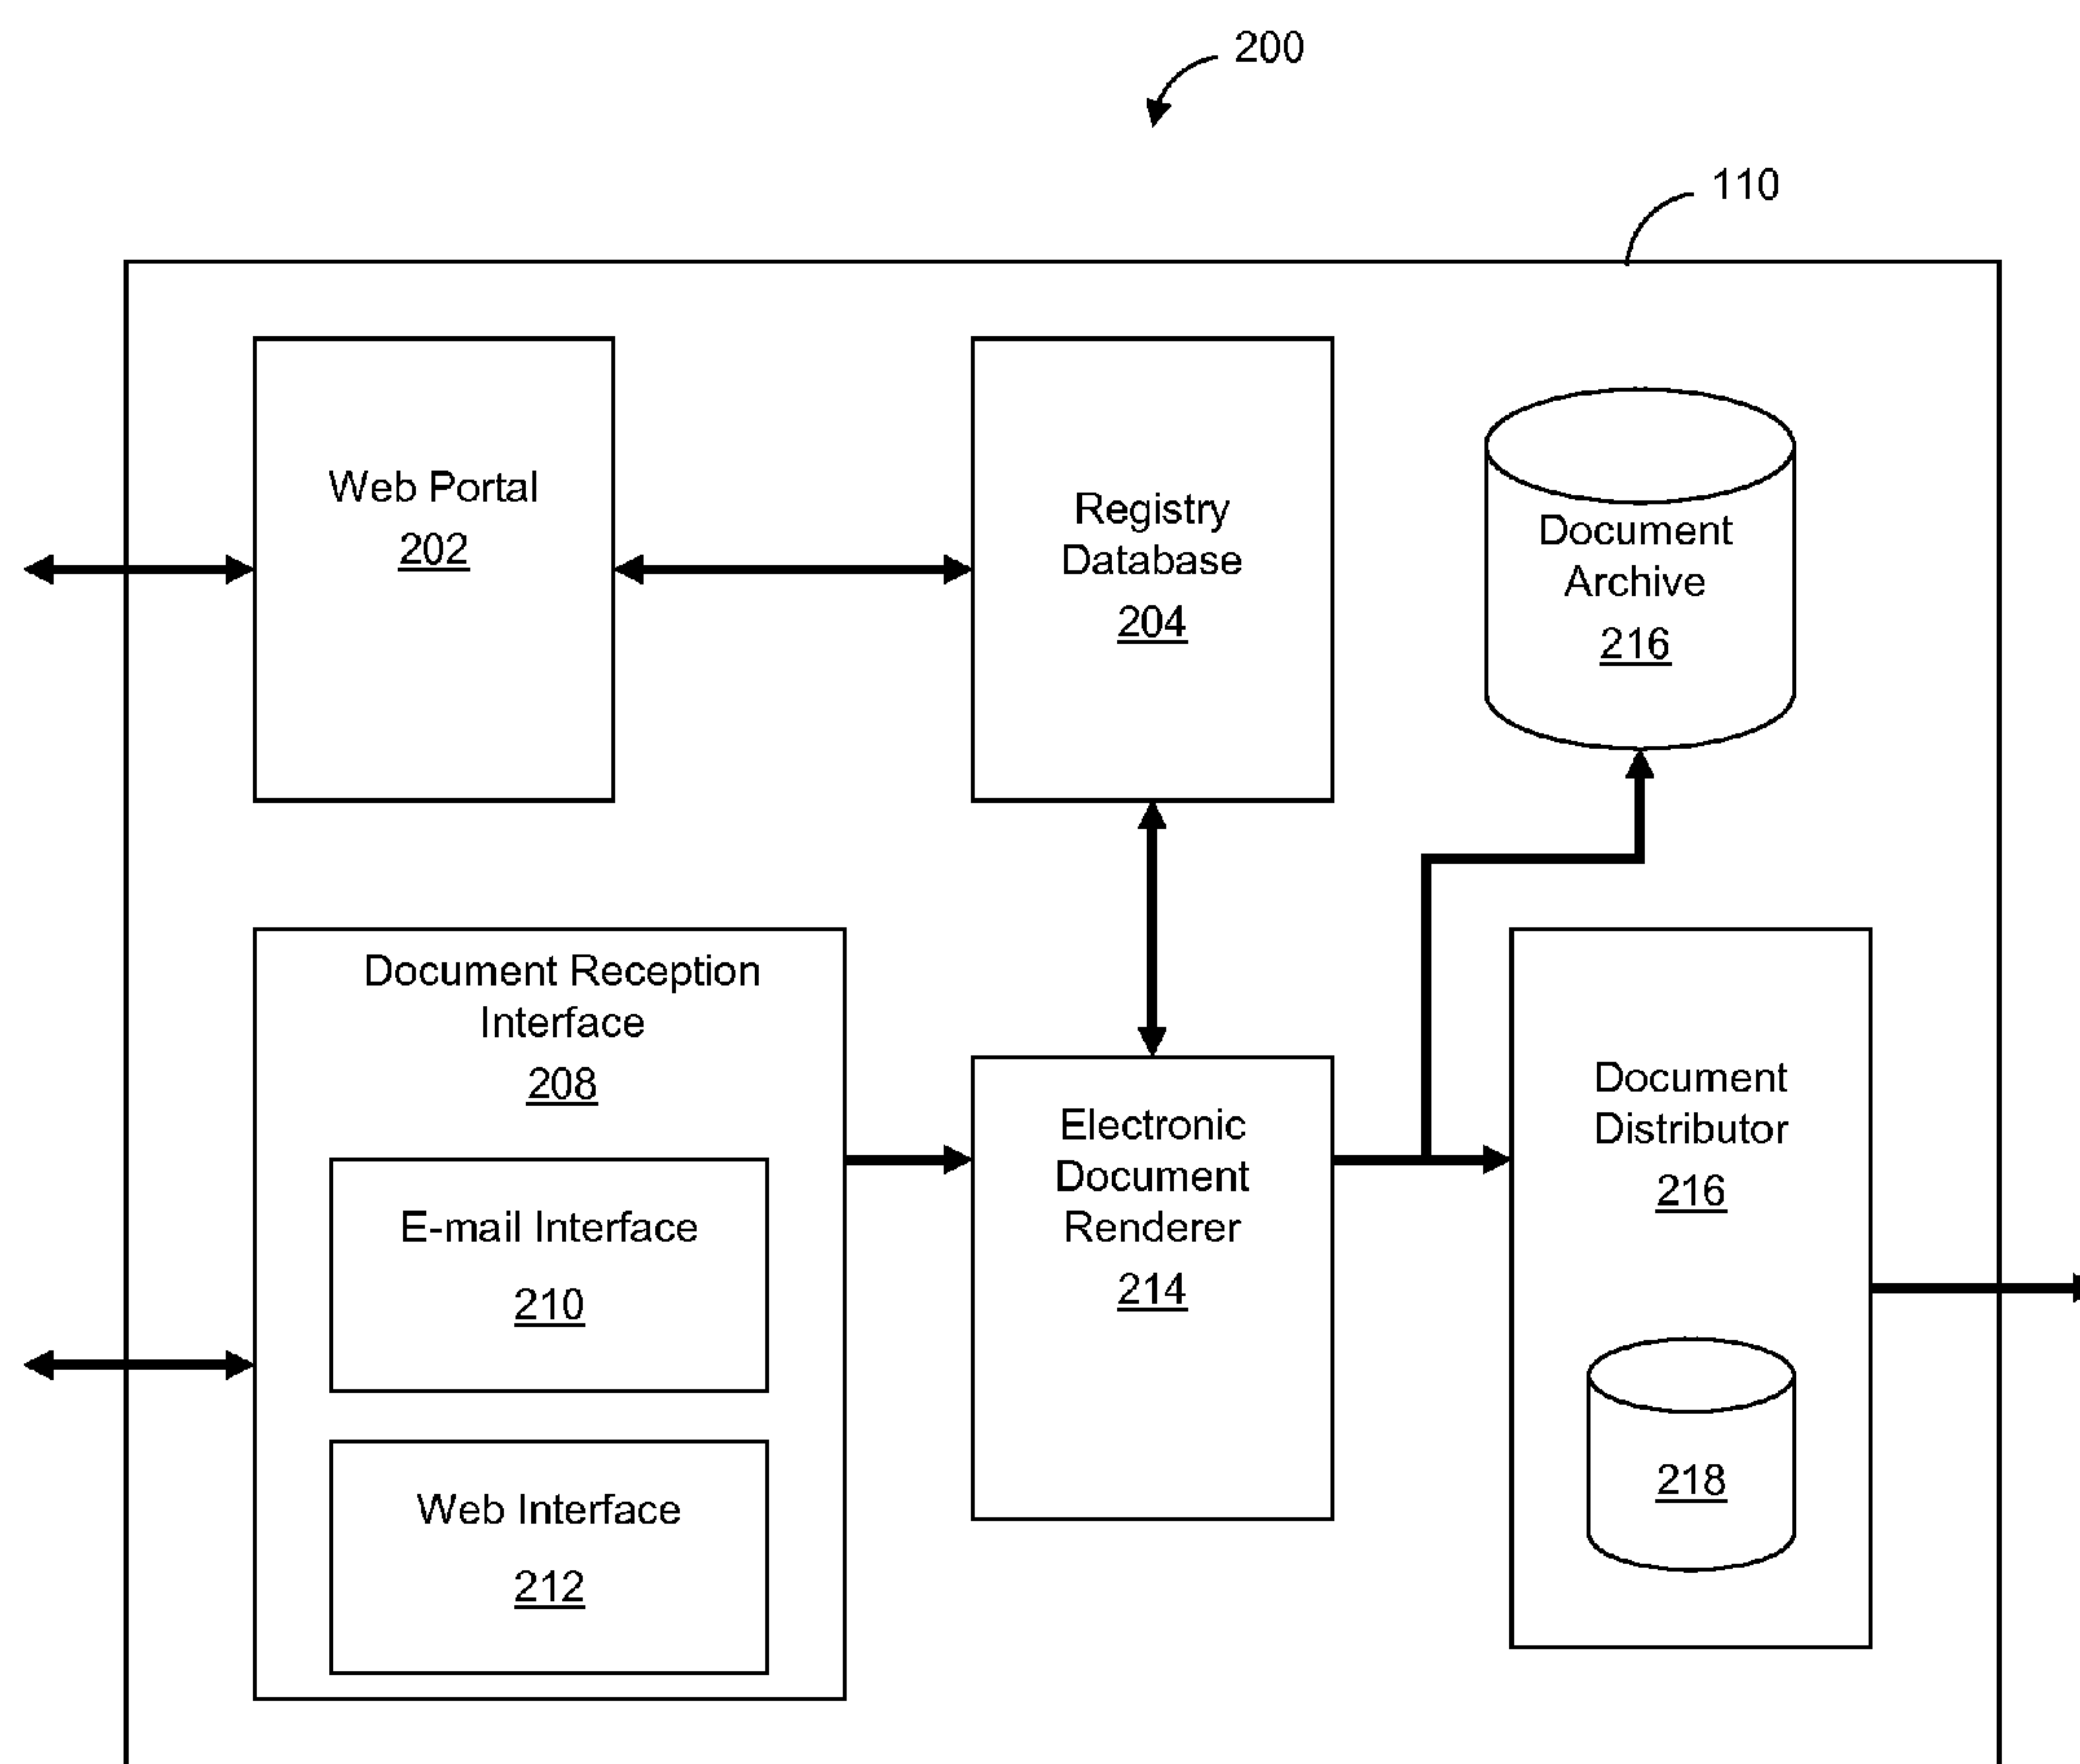 200
110
Web Portal
202
Registry
Database
204
Document
Archive
216
Document Reception
Interface
208
E-mail Interface
210
Web Interface
212
Electronic
Document
Renderer
214
Document
Distributor
216
218